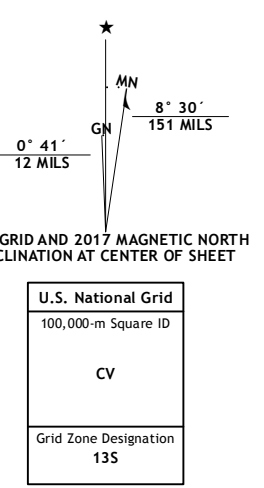 MN
8° 30´
151 MILS
GN
0° 41´
12 MILS
GRID AND 2017 MAGNETIC NORTH
CLINATION AT CENTER OF SHEET
U.S. National Grid
100,000-m Square ID
CV
Grid Zone Designation
13S